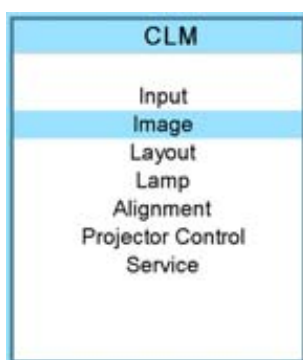 CLM
Input
Image
Layout
Lamp
Alignment
Projector Control
Service